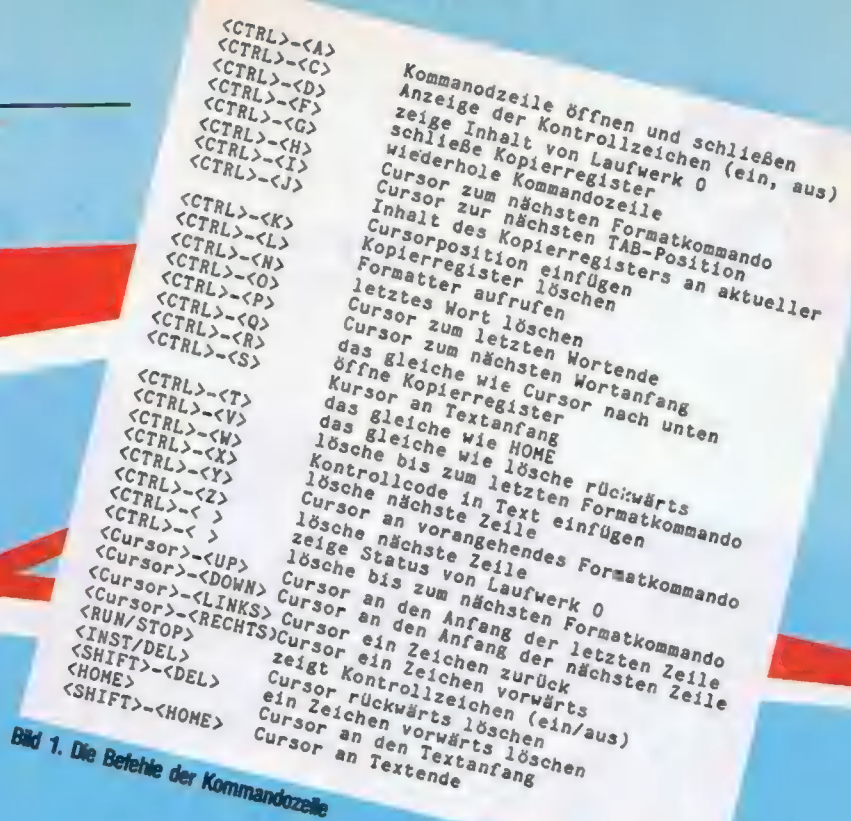 <CTRL>-<A> Kommanodzeile öffnen und schließen
<CTRL>-<C> Anzeige der Kontrollzeichen (ein, aus)
<CTRL>-<D> zeige Inhalt von Laufwerk 0
<CTRL>-<F> schließe Kopierregister
<CTRL>-<G> wiederhole Kommandozeile
<CTRL>-<H> Cursor zum nächsten Formatkommando
<CTRL>-<I> Cursor zur nächsten TAB-Position
<CTRL>-<J> Inhalt des Kopierregisters an aktueller
Cursorposition einfügen
<CTRL>-<K> Kopierregister löschen
<CTRL>-<L> Formatter aufrufen
<CTRL>-<N> letztes Wort löschen
<CTRL>-<O> Cursor zum letzten Wortende
<CTRL>-<P> Cursor zum nächsten Wortanfang
<CTRL>-<Q> das gleiche wie Cursor nach unten
<CTRL>-<R> öffne Kopierregister
<CTRL>-<S> Kursor an Textanfang
das gleiche wie HOME
<CTRL>-<T> das gleiche wie lösche rückwärts
<CTRL>-<V> lösche bis zum letzten Formatkommando
<CTRL>-<W> Kontrollcode in Text einfügen
<CTRL>-<X> lösche nächste Zeile
<CTRL>-<Y> Cursor an vorangehendes Formatkommando
<CTRL>-<Z> lösche nächste Zeile
<CTRL>-< > zeige Status von Laufwerk 0
<CTRL>-< > lösche bis zum nächsten Formatkommando
<Cursor>-<UP> Cursor an den Anfang der letzten Zeile
<Cursor>-<DOWN> Cursor an den Anfang der nächsten Zeile
<Cursor>-<LINKS> Cursor ein Zeichen zurück
<Cursor>-<RECHTS> Cursor ein Zeichen vorwärts
<RUN/STOP> zeigt Kontrollzeichen (ein/aus)
<INST/DEL> Cursor rückwärts löschen
<SHIFT>-<DEL> ein Zeichen vorwärts löschen
<HOME> Cursor an den Textanfang
<SHIFT>-<HOME> Cursor an Textende
Bild 1. Die Befehle der Kommandozeile